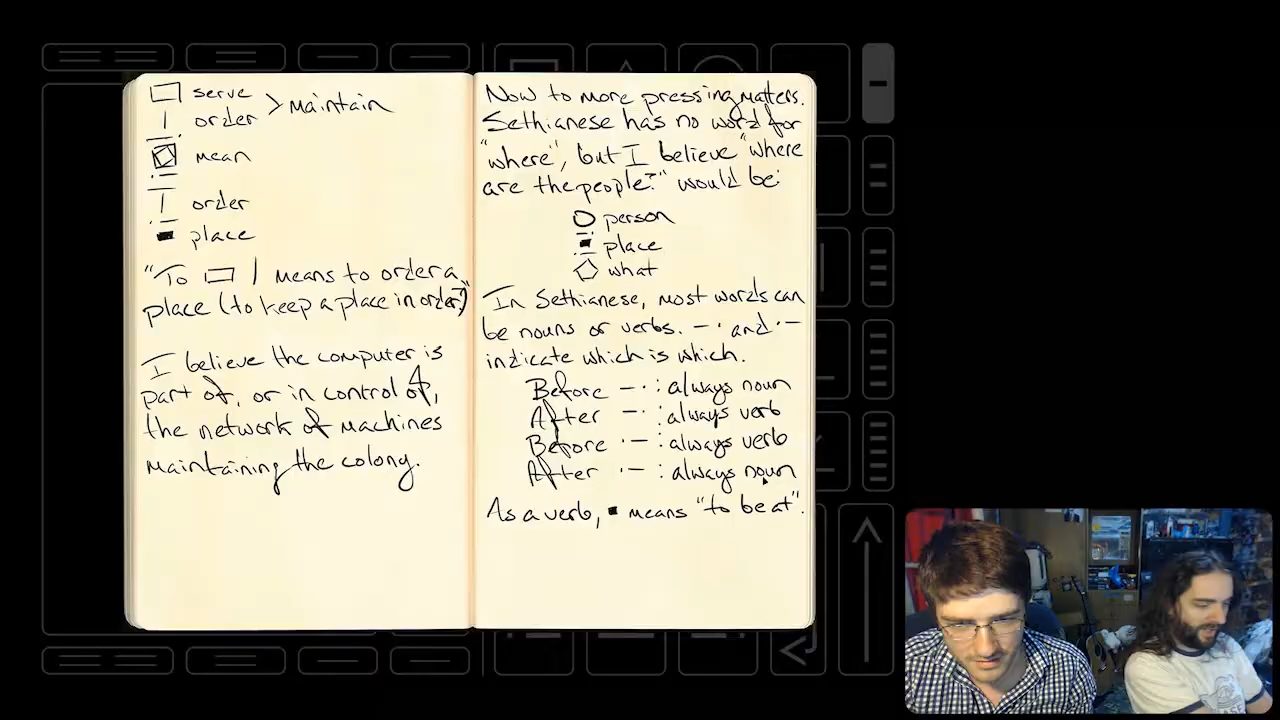 serve
order > maintain
mean
order
place
"To ▭ | means to order a
place (to keep a place in order)"
I believe the computer is
part of, or in control of,
the network of machines
maintaining the colony.
Now to more pressing matters.
Sethianese has no word for
"where", but I believe "where
are the people?" would be:
person
place
what
In Sethianese, most words can
be nouns or verbs. —· and ·—
indicate which is which.
Before —· : always noun
After —· : always verb
Before ·— : always verb
After ·— : always noun
As a verb, ▪ means "to be at".